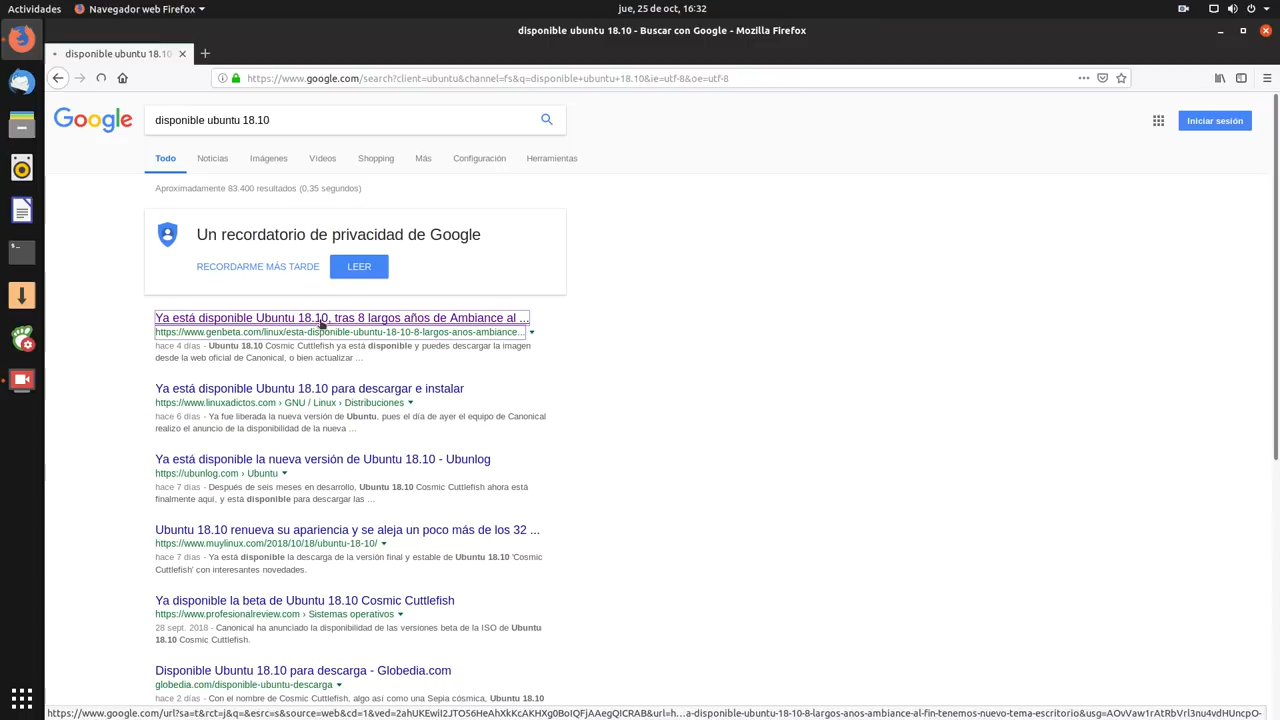 Actividades
Navegador web Firefox
jue, 25 de oct, 16:32
disponible ubuntu 18.10 - Buscar con Google - Mozilla Firefox
disponible ubuntu 18.10
https://www.google.com/search?client=ubuntu&channel=fs&q=disponible+ubuntu+18.10&ie=utf-8&oe=utf-8
Google
disponible ubuntu 18.10
Iniciar sesión
Todo Noticias Imágenes Vídeos Shopping Más Configuración Herramientas
Aproximadamente 83.400 resultados (0,35 segundos)
Un recordatorio de privacidad de Google
RECORDARME MÁS TARDE LEER
Ya está disponible Ubuntu 18.10, tras 8 largos años de Ambiance al ...
https://www.genbeta.com/linux/esta-disponible-ubuntu-18-10-8-largos-anos-ambiance...
hace 4 días - Ubuntu 18.10 Cosmic Cuttlefish ya está disponible y puedes descargar la imagen
desde la web oficial de Canonical, o bien actualizar ...
Ya está disponible Ubuntu 18.10 para descargar e instalar
https://www.linuxadictos.com › GNU / Linux › Distribuciones
hace 6 días - Ya fue liberada la nueva versión de Ubuntu, pues el día de ayer el equipo de Canonical
realizo el anuncio de la disponibilidad de la nueva ...
Ya está disponible la nueva versión de Ubuntu 18.10 - Ubunlog
https://ubunlog.com › Ubuntu
hace 7 días - Después de seis meses en desarrollo, Ubuntu 18.10 Cosmic Cuttlefish ahora está
finalmente aquí, y está disponible para descargar las ...
Ubuntu 18.10 renueva su apariencia y se aleja un poco más de los 32 ...
https://www.muylinux.com/2018/10/18/ubuntu-18-10/
hace 7 días - Ya está disponible la descarga de la versión final y estable de Ubuntu 18.10 'Cosmic
Cuttlefish' con interesantes novedades.
Ya disponible la beta de Ubuntu 18.10 Cosmic Cuttlefish
https://www.profesionalreview.com › Sistemas operativos
28 sept. 2018 - Canonical ha anunciado la disponibilidad de las versiones beta de la ISO de Ubuntu
18.10 Cosmic Cuttlefish.
Disponible Ubuntu 18.10 para descarga - Globedia.com
globedia.com/disponible-ubuntu-descarga
hace 2 días - Con el nombre de Cosmic Cuttlefish, algo así como una Sepia cósmica, Ubuntu 18.10